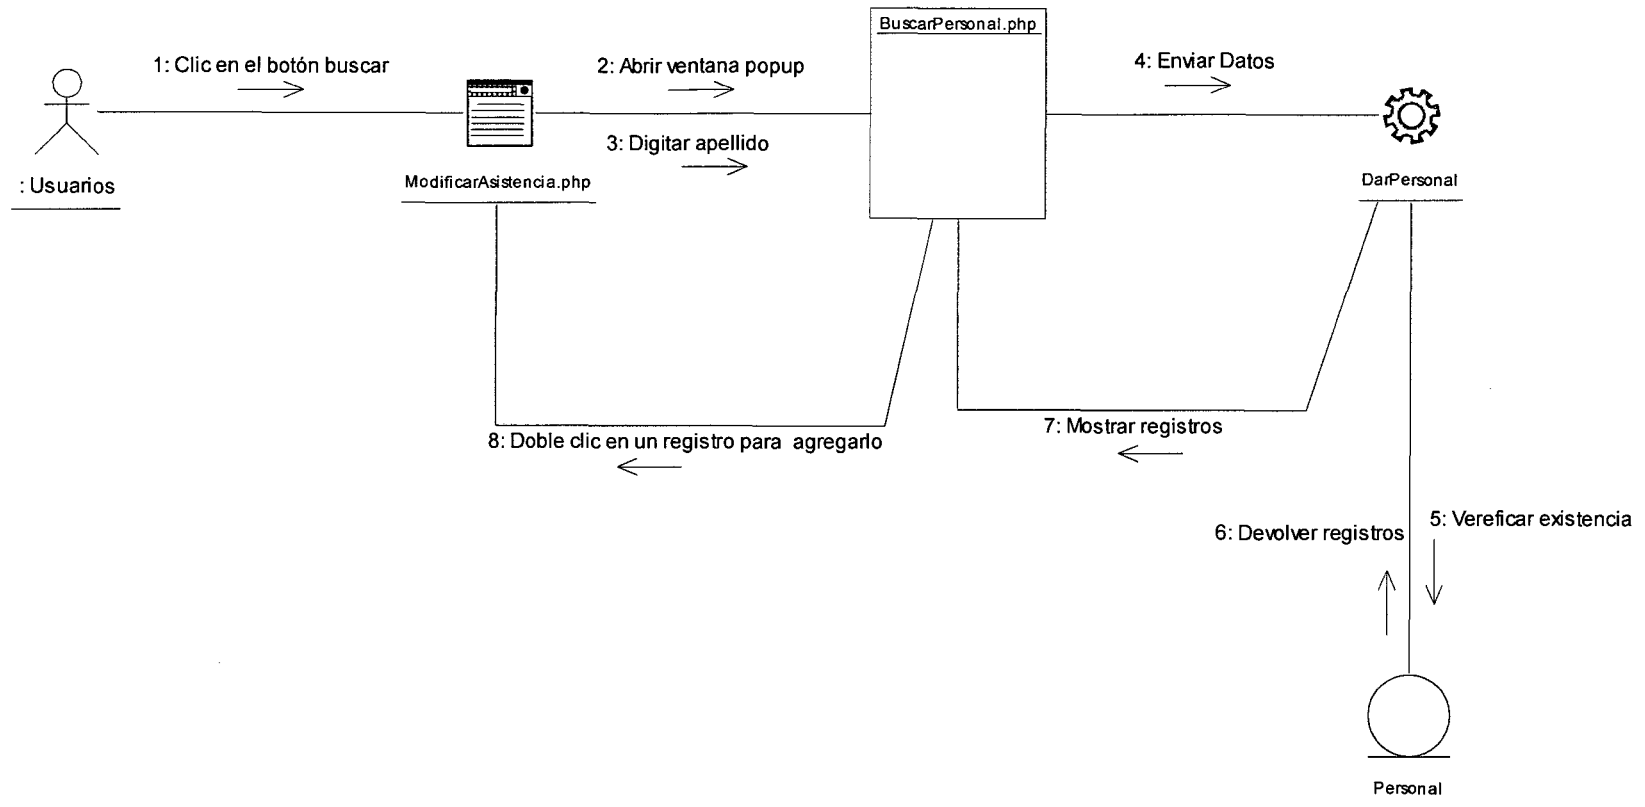 BuscarPersonal.php
1: Clic en el botón buscar
2: Abrir ventana popup
4: Enviar Datos
3: Digitar apellido
: Usuarios
ModificarAsistencia.php
DarPersonal
8: Doble clic en un registro para agregarlo
7: Mostrar registros
6: Devolver registros
5: Vereficar existencia
Personal